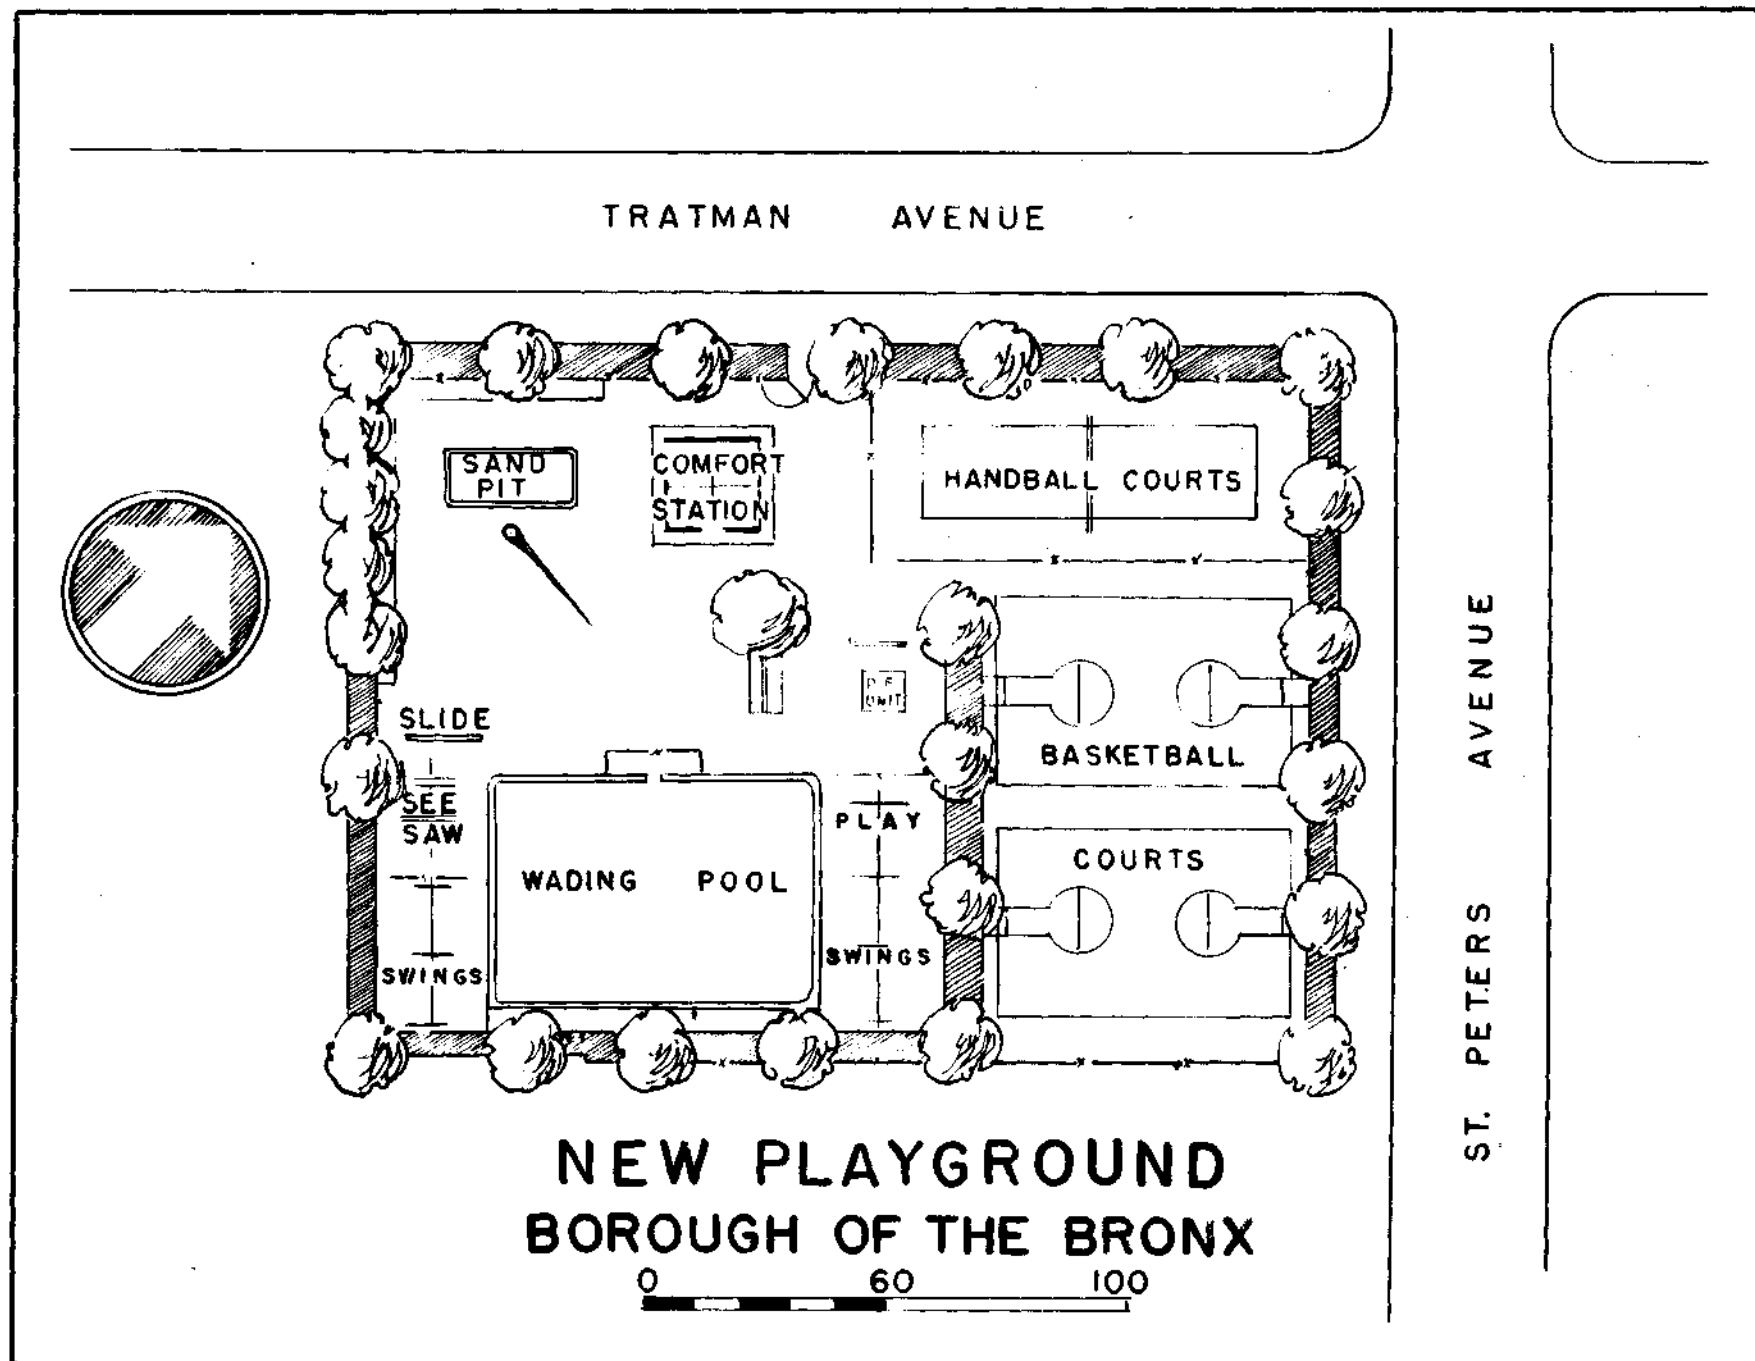 TRATMAN AVENUE
SAND
PIT
COMFORT
STATION
HANDBALL COURTS
SLIDE
UNIT
BASKETBALL
SEE
SAW
PLAY
COURTS
WADING POOL
SWINGS
SWINGS
ST. PETERS AVENUE
NEW PLAYGROUND
BOROUGH OF THE BRONX
0 60 100